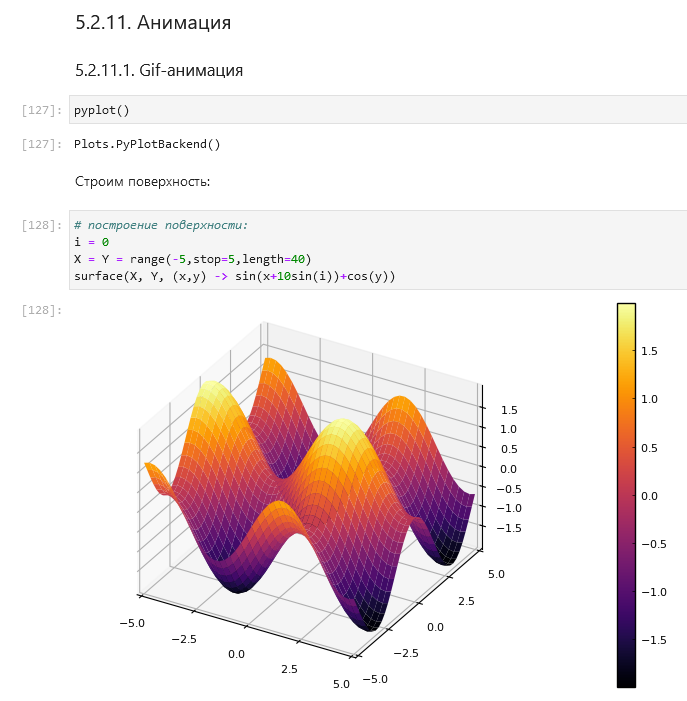 5.2.11. Анимация
5.2.11.1. Gif-анимация
[127]: pyplot()
[127]: Plots.PyPlotBackend()
Строим поверхность:
[128]: # построение поверхности:
i = 0
X = Y = range(-5,stop=5,length=40)
surface(X, Y, (x,y) -> sin(x+10sin(i))+cos(y))
[128]:
1.5
1.0
0.5
0.0
−0.5
−1.0
−1.5
1.5
1.0
0.5
0.0
−0.5
−1.0
−1.5
−5.0
−2.5
0.0
2.5
5.0
−5.0
−2.5
0.0
2.5
5.0